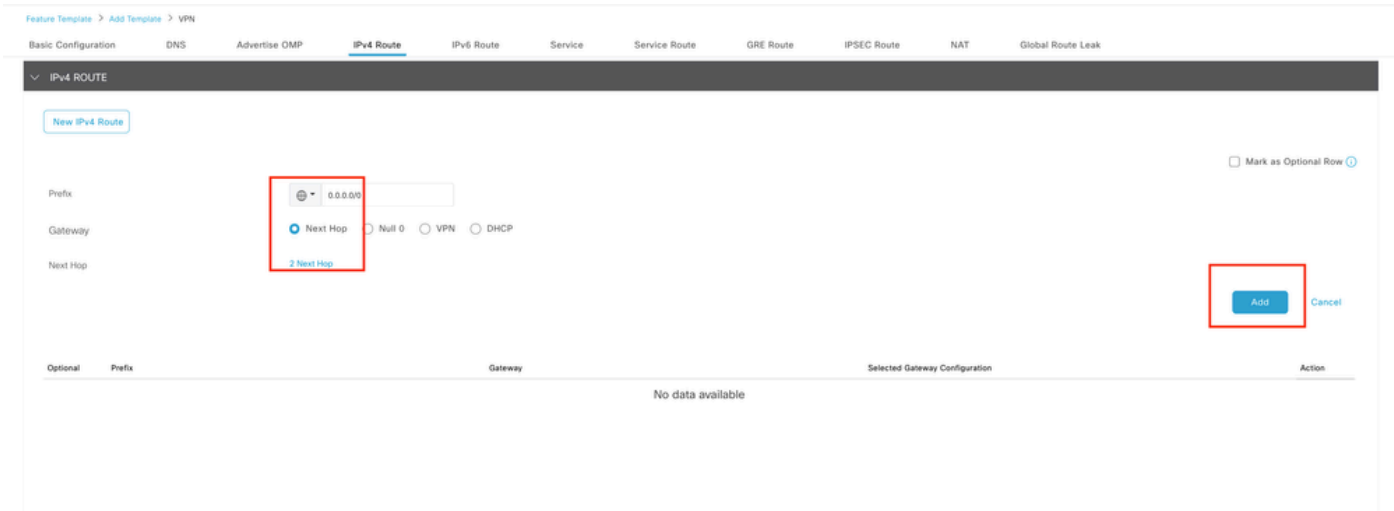 Feature Template > Add Template > VPN
Basic Configuration DNS Advertise OMP IPv4 Route IPv6 Route Service Service Route GRE Route IPSEC Route NAT Global Route Leak
IPv4 ROUTE
New IPv4 Route
Mark as Optional Row
Prefix 0.0.0.0/0
Gateway Next Hop Null 0 VPN DHCP
Next Hop 2 Next Hop
Add Cancel
Optional Prefix Gateway Selected Gateway Configuration Action
No data available